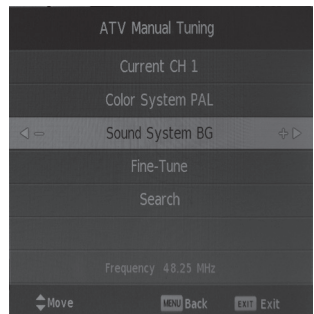 ATV Manual Tuning
Current CH 1
Color System PAL
Sound System BG
Fine-Tune
Search
Frequency 48.25 MHz
Move MENU Back EXIT Exit